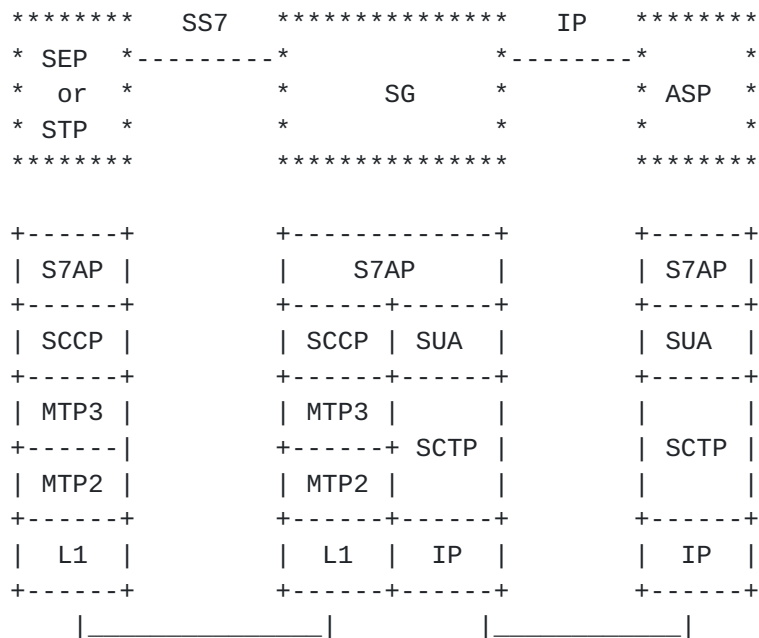 ********   SS7   ***************   IP   ********
* SEP  *---------*             *--------*      *
*  or  *         *      SG     *        * ASP  *
* STP  *         *             *        *      *
********         ***************        ********
+------+         +-------------+        +------+
| S7AP |         |    S7AP     |        | S7AP |
+------+         +------+------+        +------+
| SCCP |         | SCCP | SUA  |        | SUA  |
+------+         +------+------+        +------+
| MTP3 |         | MTP3 |      |        |      |
+------|         +------+ SCTP |        | SCTP |
| MTP2 |         | MTP2 |      |        |      |
+------+         +------+------+        +------+
|  L1  |         |  L1  |  IP  |        |  IP  |
+------+         +------+------+        +------+
    |_______________|         |____________|